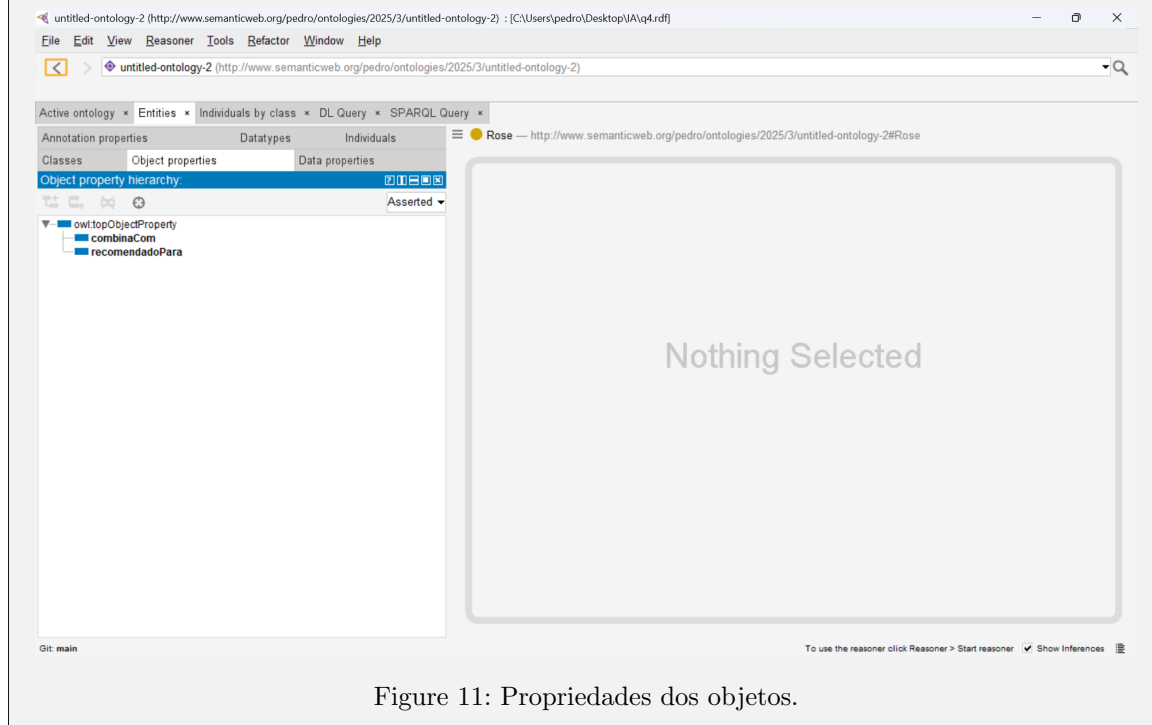 untitled-ontology-2 (http://www.semanticweb.org/pedro/ontologies/2025/3/untitled-ontology-2) : [C:\Users\pedro\Desktop\IA\q4.rdf]
File Edit View Reasoner Tools Refactor Window Help
untitled-ontology-2 (http://www.semanticweb.org/pedro/ontologies/2025/3/untitled-ontology-2)
Active ontology × Entities × Individuals by class × DL Query × SPARQL Query ×
Annotation properties Datatypes Individuals
Classes Object properties Data properties
Object property hierarchy:
Asserted
owl:topObjectProperty
combinaCom
recomendadoPara
Rose — http://www.semanticweb.org/pedro/ontologies/2025/3/untitled-ontology-2#Rose
Nothing Selected
Git: main
To use the reasoner click Reasoner > Start reasoner Show Inferences
Figure 11: Propriedades dos objetos.